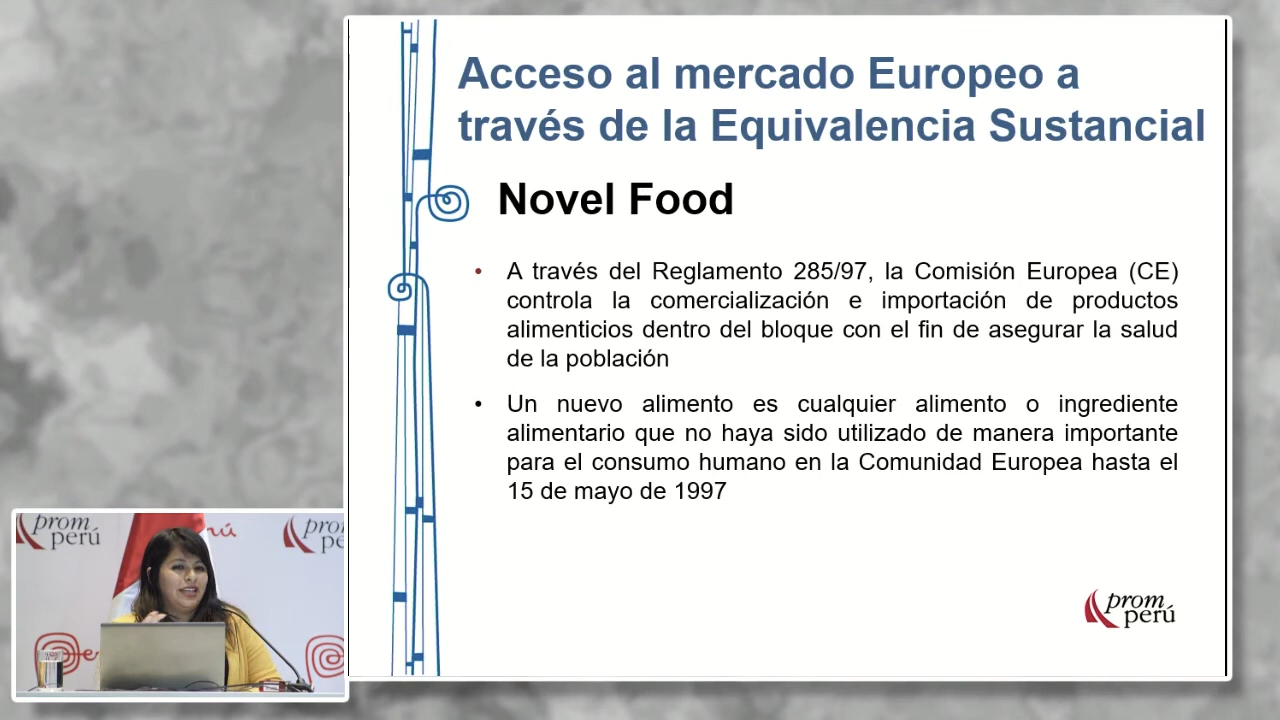 Acceso al mercado Europeo a
través de la Equivalencia Sustancial
Novel Food
• A través del Reglamento 285/97, la Comisión Europea (CE)
controla la comercialización e importación de productos
alimenticios dentro del bloque con el fin de asegurar la salud
de la población
• Un nuevo alimento es cualquier alimento o ingrediente
alimentario que no haya sido utilizado de manera importante
para el consumo humano en la Comunidad Europea hasta el
15 de mayo de 1997
prom
perú
prom
perú